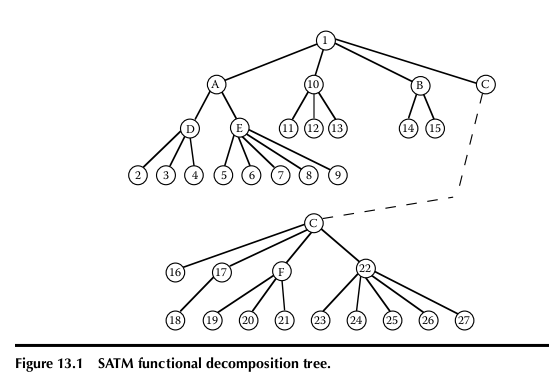 1
A 10 B C
D E 11 12 13 14 15
2 3 4 5 6 7 8 9
C
16 17 F 22
18 19 20 21 23 24 25 26 27
Figure 13.1 SATM functional decomposition tree.